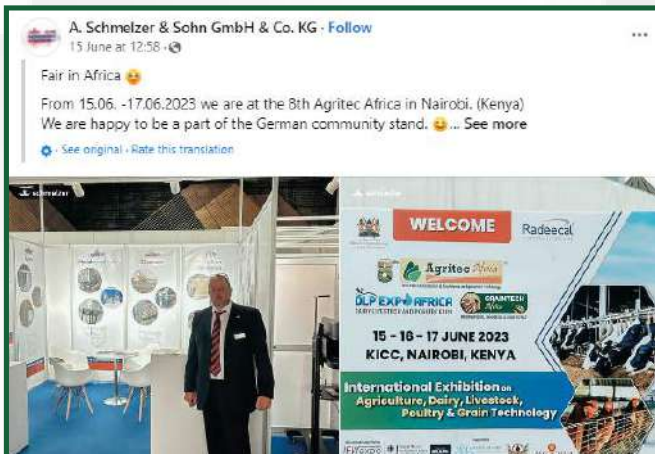 A. Schmelzer & Sohn GmbH & Co. KG · Follow
15 June at 12:58 ·
Fair in Africa
From 15.06. -17.06.2023 we are at the 8th Agritec Africa in Nairobi. (Kenya)
We are happy to be a part of the German community stand. ... See more
· See original · Rate this translation
schmelzer
schmelzer
WELCOME
Radeecal
Agritec Africa
DLP EXPO AFRICA
GRAINTECH
Africa
15 - 16 - 17 JUNE 2023
KICC, NAIROBI, KENYA
International Exhibition on
Agriculture, Dairy, Livestock,
Poultry & Grain Technology